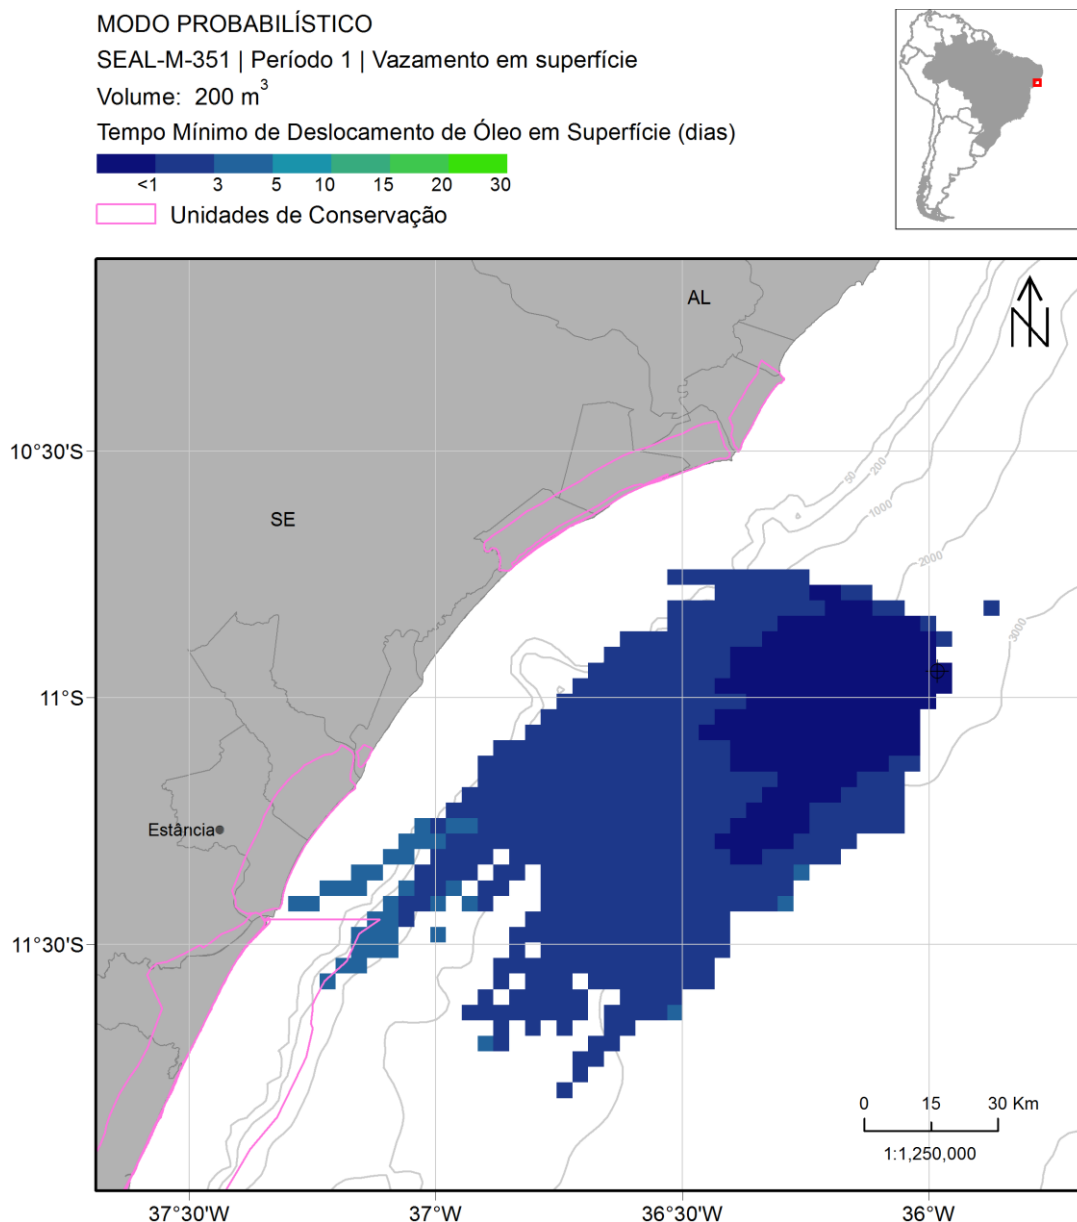 MODO PROBABILÍSTICO
SEAL-M-351 | Período 1 | Vazamento em superfície
Volume: 200 m³
Tempo Mínimo de Deslocamento de Óleo em Superfície (dias)
<1 3 5 10 15 20 30
Unidades de Conservação
AL
N
50
200
1000
10°30'S
SE
2000
3000
11°S
Estância
11°30'S
0 15 30 Km
1:1,250,000
37°30'W 37°W 36°30'W 36°W